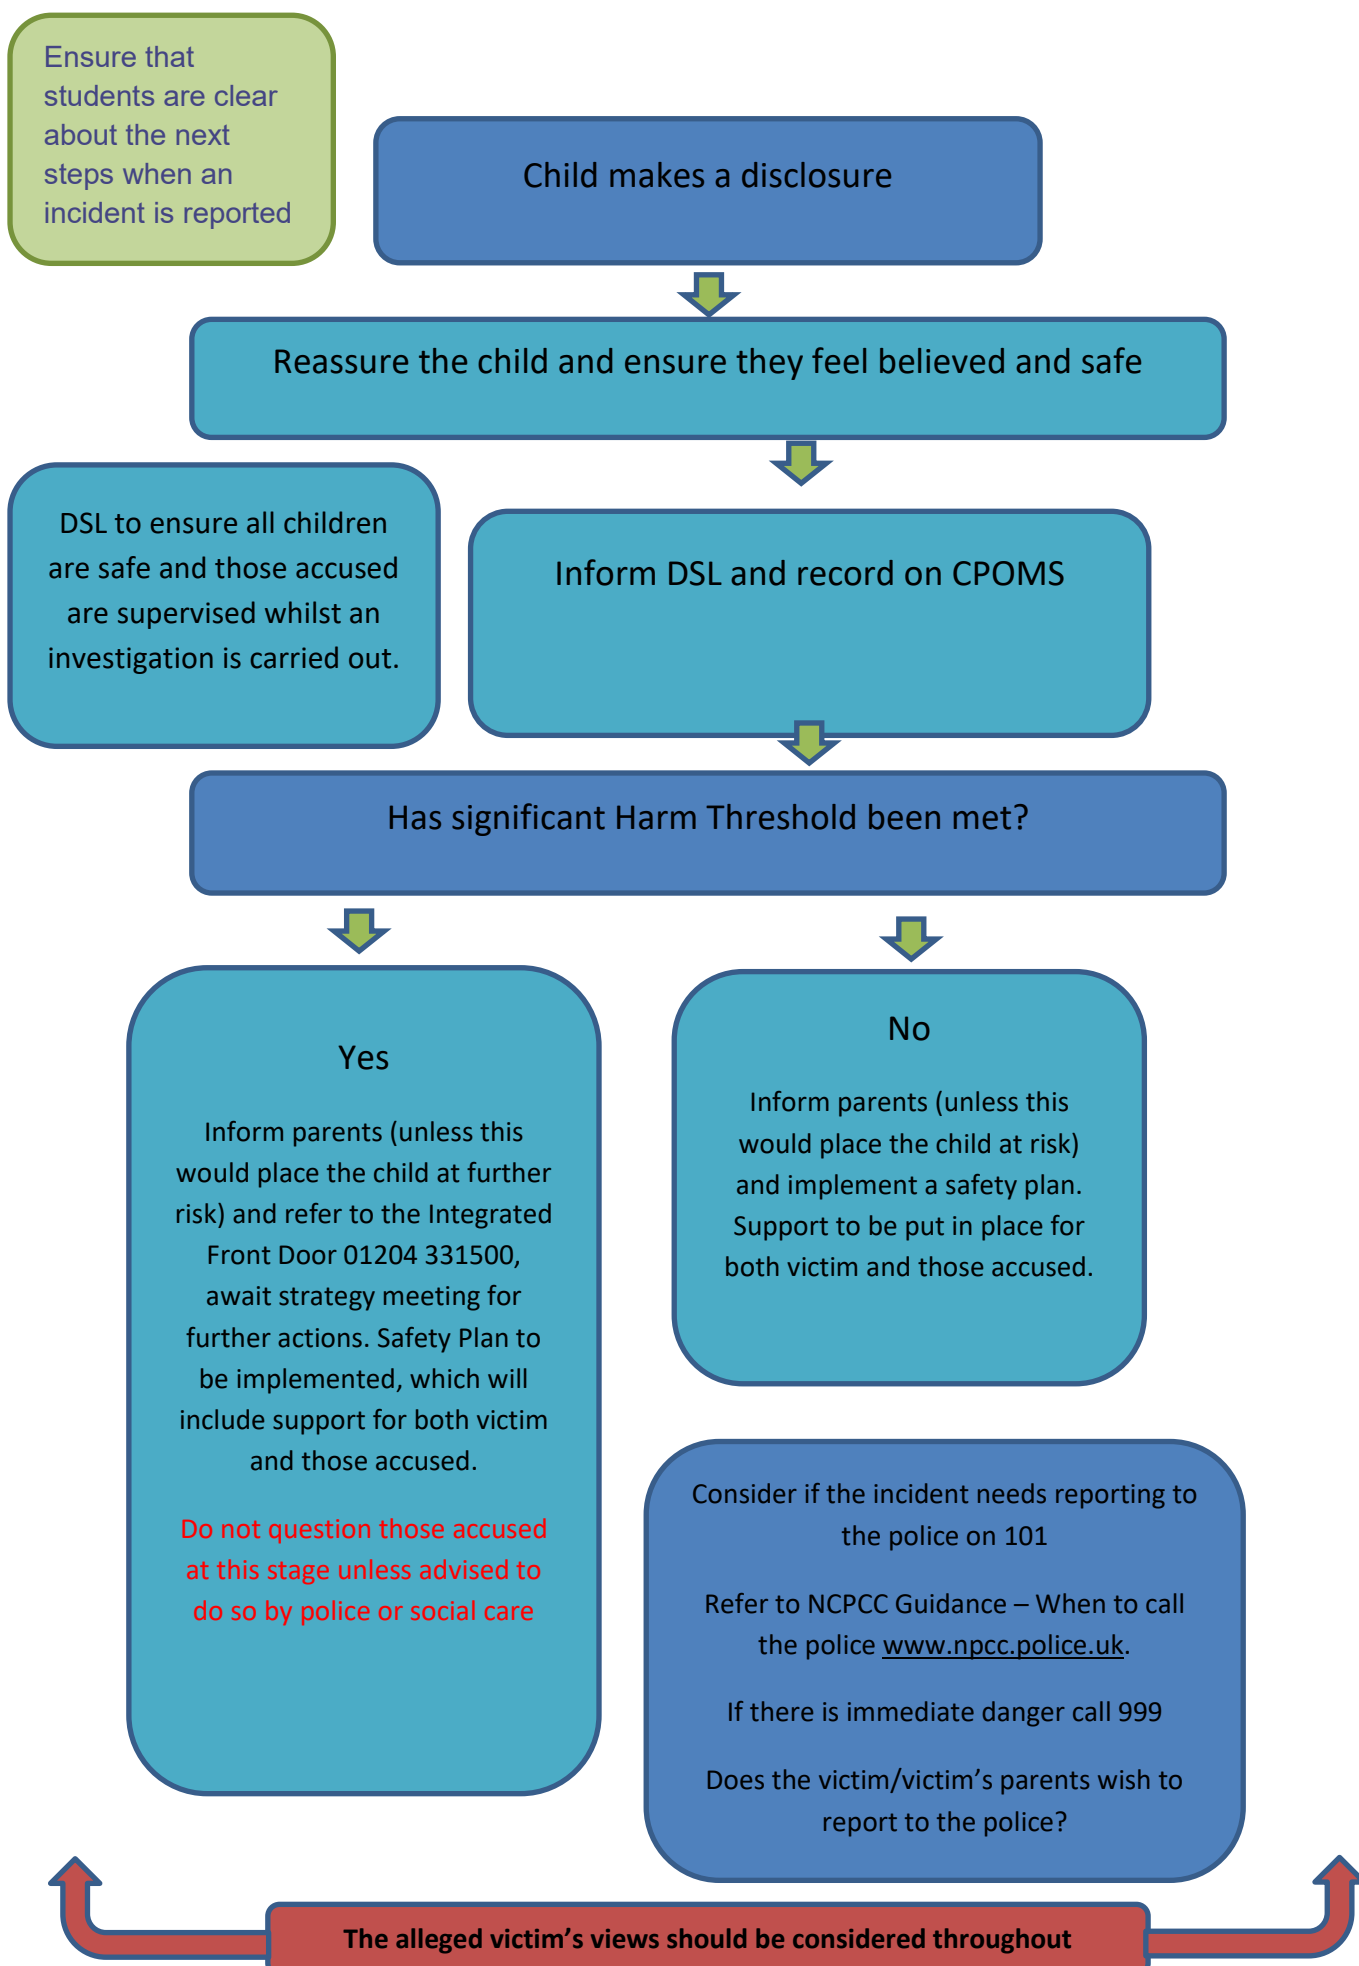 Ensure that
students are clear
about the next
steps when an
incident is reported
Child makes a disclosure
Reassure the child and ensure they feel believed and safe
DSL to ensure all children
are safe and those accused
are supervised whilst an
investigation is carried out.
Inform DSL and record on CPOMS
Has significant Harm Threshold been met?
Yes
Inform parents (unless this
would place the child at further
risk) and refer to the Integrated
Front Door 01204 331500,
await strategy meeting for
further actions. Safety Plan to
be implemented, which will
include support for both victim
and those accused.
Do not question those accused
at this stage unless advised to
do so by police or social care
No
Inform parents (unless this
would place the child at risk)
and implement a safety plan.
Support to be put in place for
both victim and those accused.
Consider if the incident needs reporting to
the police on 101
Refer to NCPCC Guidance – When to call
the police www.npcc.police.uk.
If there is immediate danger call 999
Does the victim/victim’s parents wish to
report to the police?
The alleged victim’s views should be considered throughout